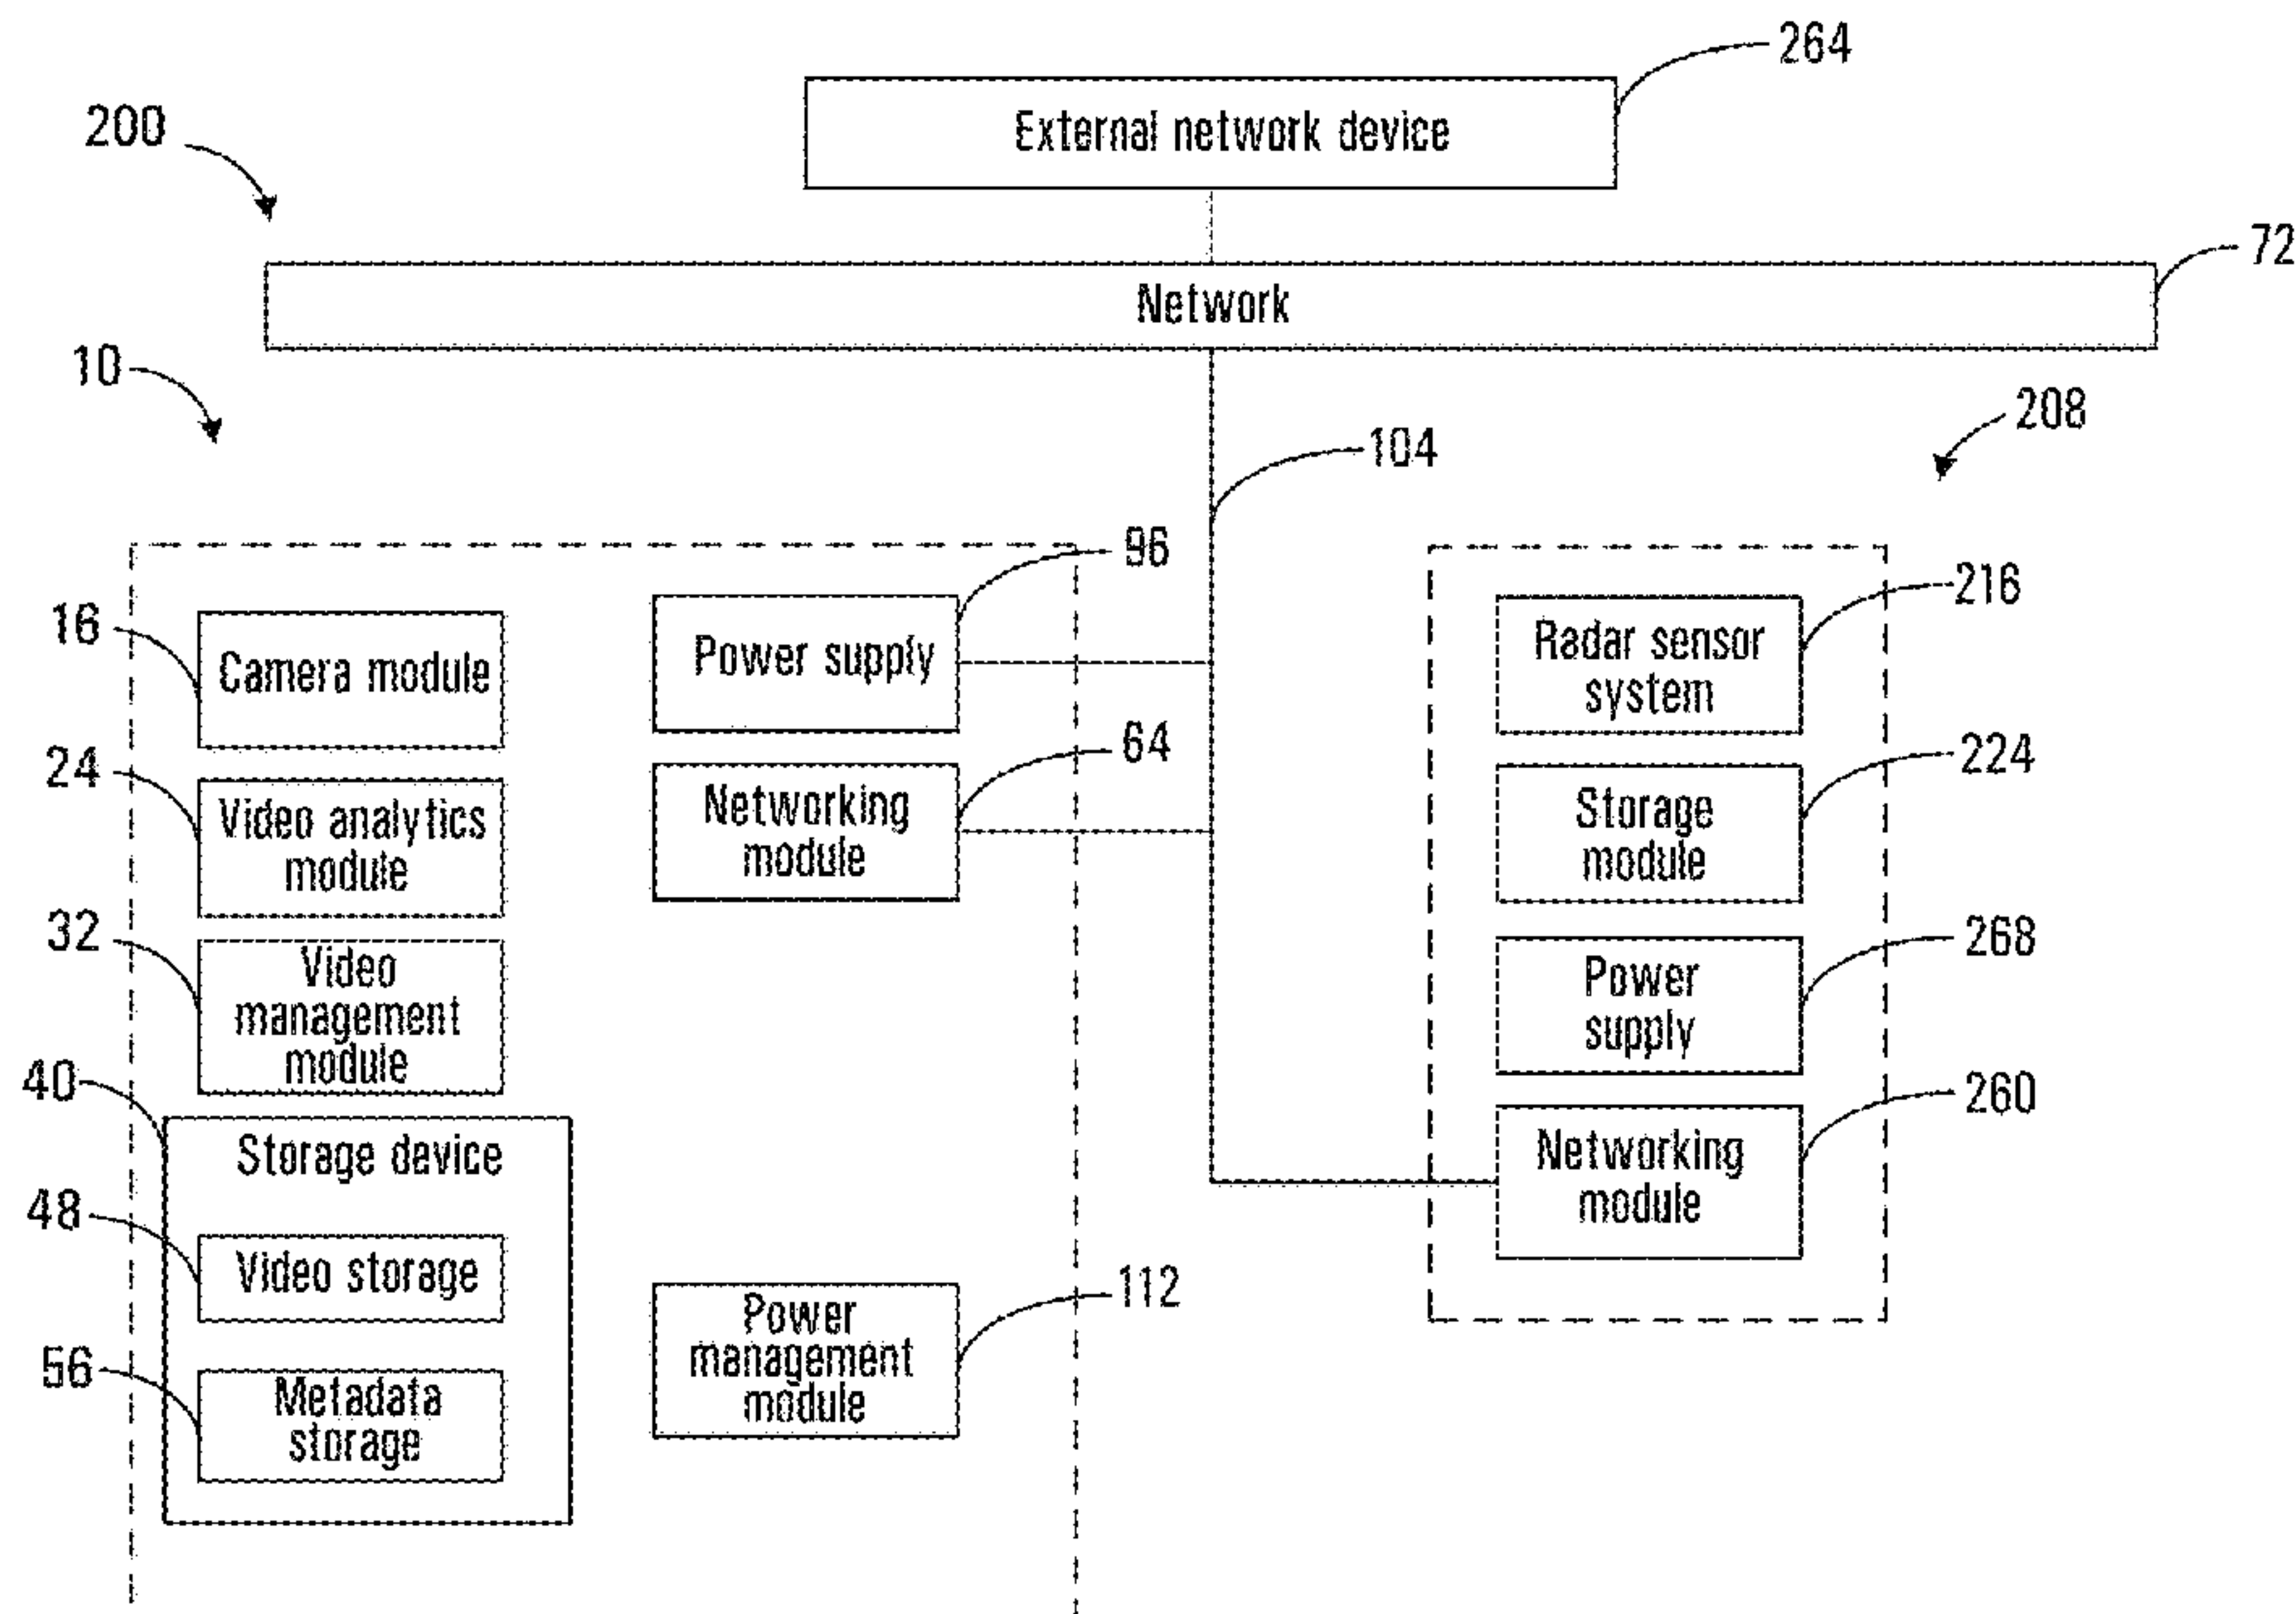 264
External network device
200
72
Network
10
208
104
96
16
Camera module
Power supply
216
Radar sensor
system
24
Video analytics
module
64
Networking
module
224
Storage
module
32
Video
management
module
268
Power
supply
40
Storage device
260
Networking
module
48
Video storage
112
Power
management
module
56
Metadata
storage